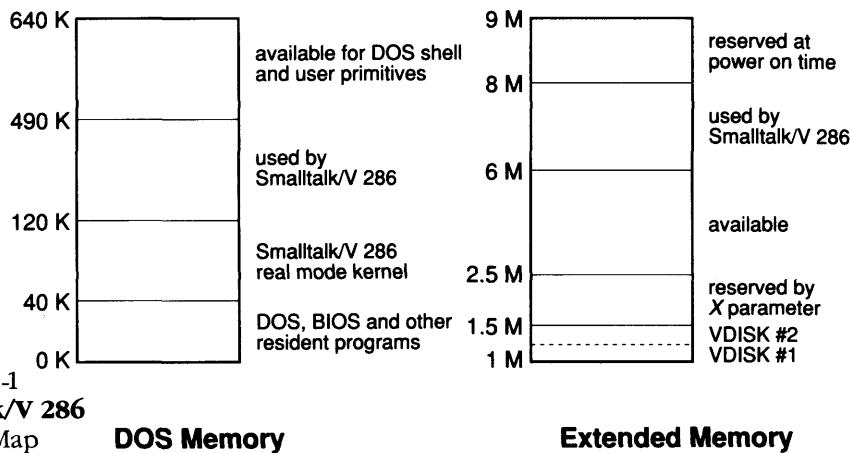 640 K
available for DOS shell
and user primitives
490 K
used by
Smalltalk/V 286
120 K
Smalltalk/V 286
real mode kernel
40 K
DOS, BIOS and other
resident programs
0 K
9 M
reserved at
power on time
8 M
used by
Smalltalk/V 286
6 M
available
2.5 M
reserved by
X parameter
1.5 M
VDISK #2
VDISK #1
1 M
-1
k/V 286
Map
DOS Memory
Extended Memory